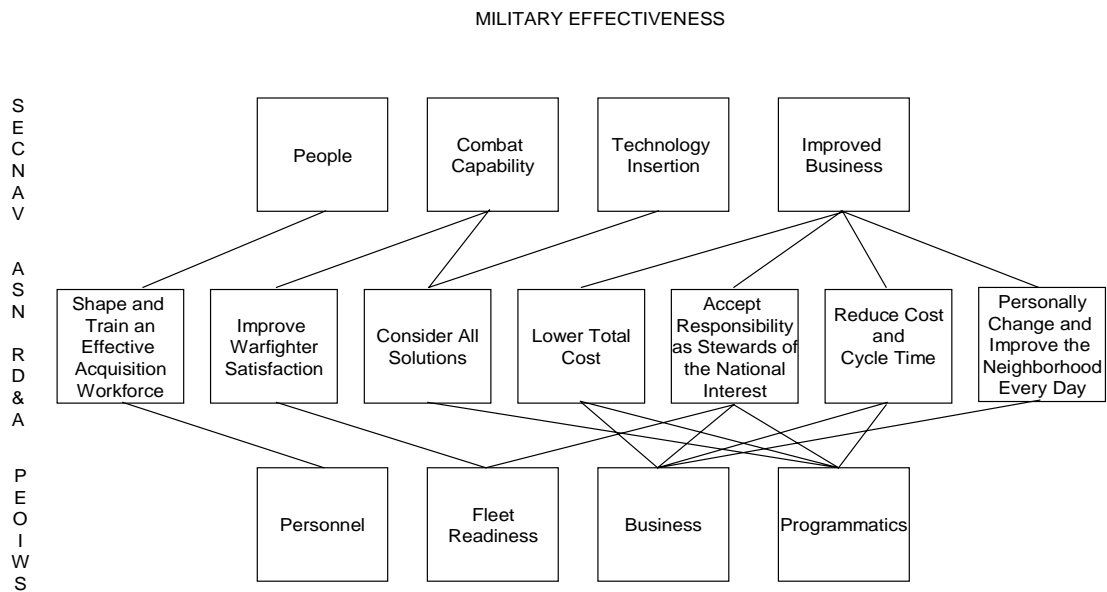 MILITARY EFFECTIVENESS
S
E
C
N
A
V
People
Combat
Capability
Technology
Insertion
Improved
Business
A
S
N
R
D
&
A
Shape and
Train an
Effective
Acquisition
Workforce
Improve
Warfighter
Satisfaction
Consider All
Solutions
Lower Total
Cost
Accept
Responsibility
as Stewards of
the National
Interest
Reduce Cost
and
Cycle Time
Personally
Change and
Improve the
Neighborhood
Every Day
P
E
O
I
W
S
Personnel
Fleet
Readiness
Business
Programmatics